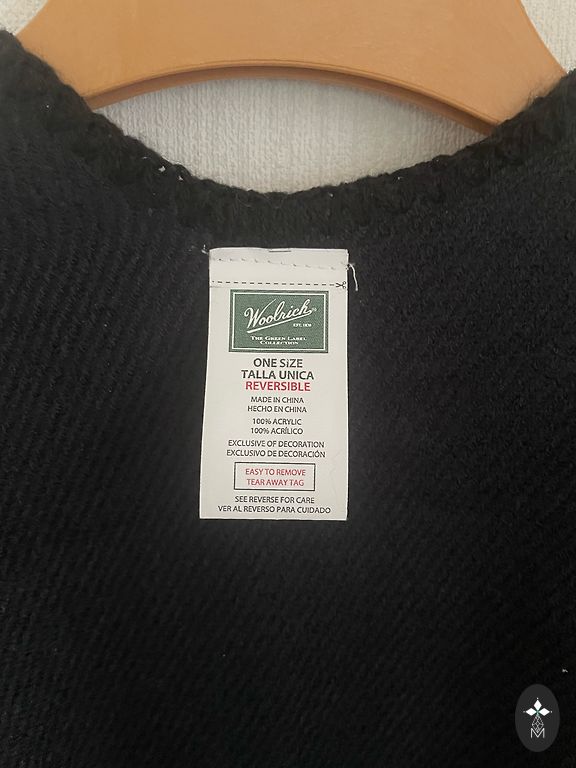 Woolrich
EST. 1830
THE GREEN LABEL
COLLECTION
ONE SIZE
TALLA UNICA
REVERSIBLE
MADE IN CHINA
HECHO EN CHINA
100% ACRYLIC
100% ACRÍLICO
EXCLUSIVE OF DECORATION
EXCLUSIVO DE DECORACIÓN
EASY TO REMOVE
TEAR AWAY TAG
SEE REVERSE FOR CARE
VER AL REVERSO PARA CUIDADO
M